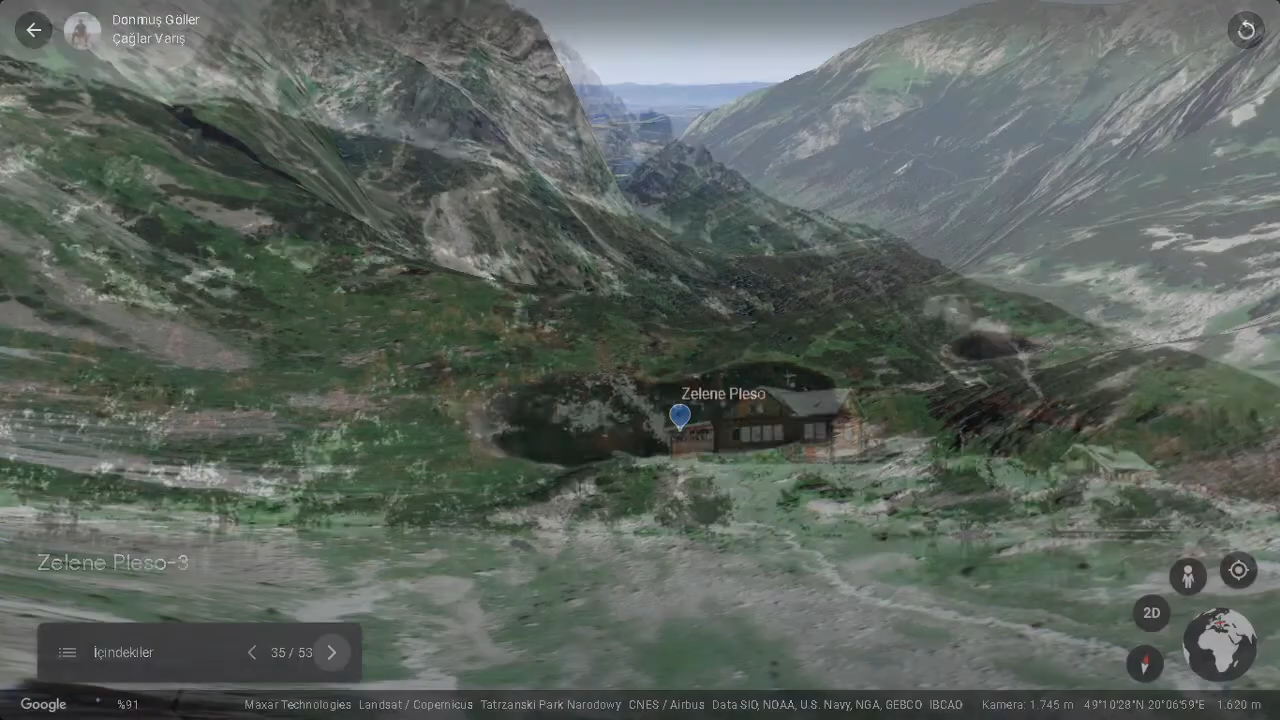 Donmuş Göller
Çağlar Varış
Zelene Pleso
Zelene Pleso-3
2D
İçindekiler
35 / 53
Google
%91
Maxar Technologies Landsat / Copernicus Tatrzanski Park Narodowy CNES / Airbus Data SIO, NOAA, U.S. Navy, NGA, GEBCO IBCAO
Kamera: 1.745 m 49°10'28"N 20°06'59"E 1.620 m